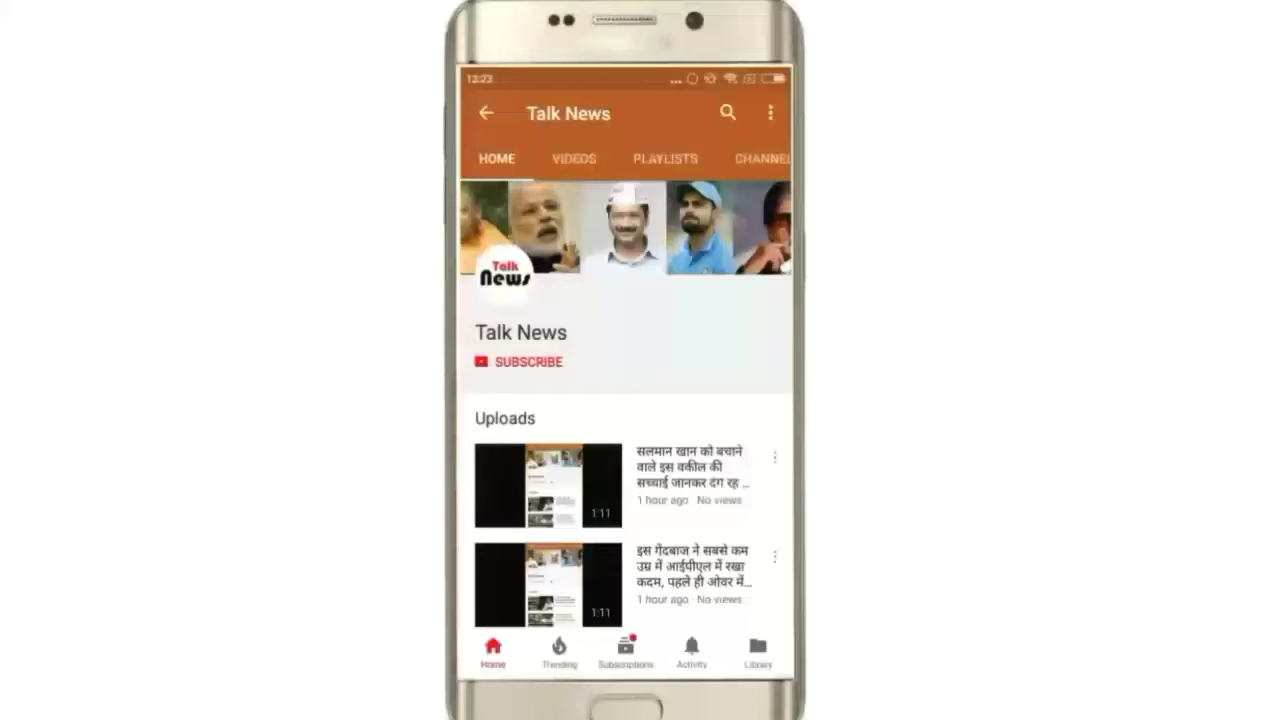 12:23
Talk News
HOME VIDEOS PLAYLISTS CHANNEL
Talk
News
Talk News
SUBSCRIBE
Uploads
सलमान खान को बचाने
वाले इस वकील की
सच्चाई जानकर दंग रह ...
1 hour ago · No views
1:11
इस गेंदबाज ने सबसे कम
उम्र में आईपीएल में रखा
कदम, पहले ही ओवर में...
1 hour ago · No views
1:11
Home Trending Subscriptions Activity Library